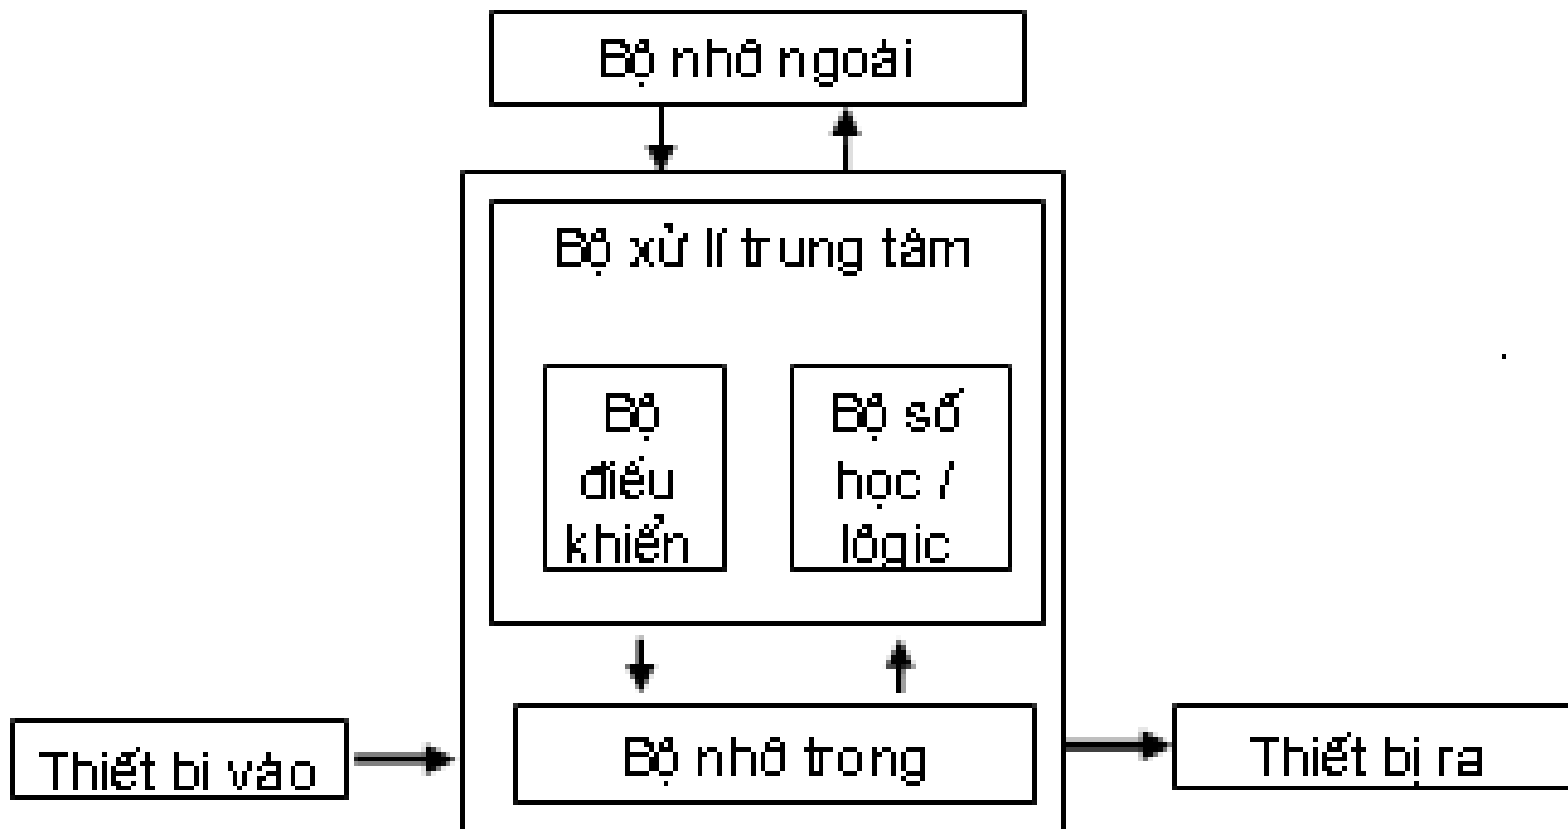 Bộ nhớ ngoài
Bộ xử lí trung tâm
Bộ
điều
khiển
Bộ số
học /
lôgic
Thiết bi vào
Bộ nhớ trong
Thiết bị ra